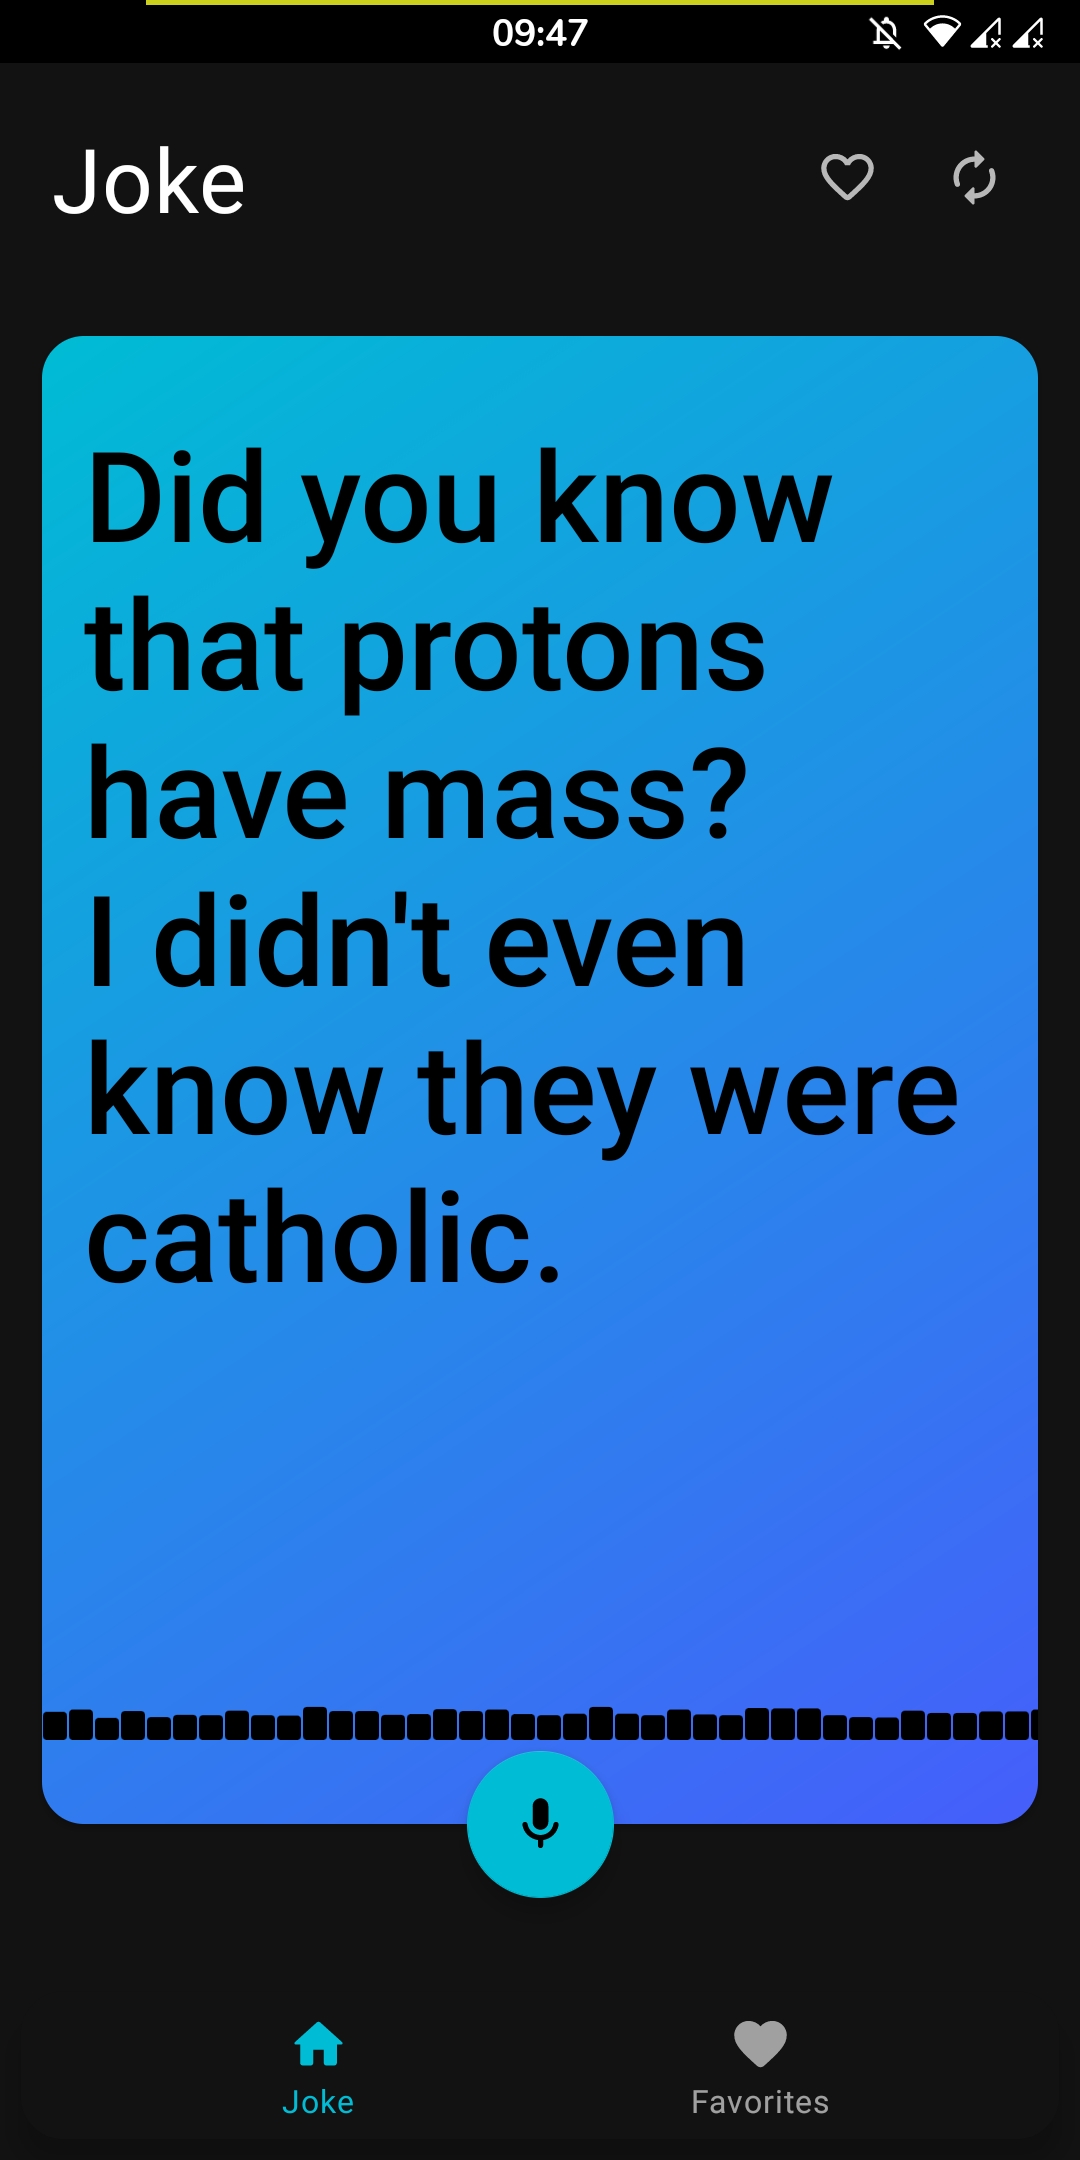 09:47
Joke
Did you know
that protons
have mass?
I didn't even
know they were
catholic.
Joke
Favorites